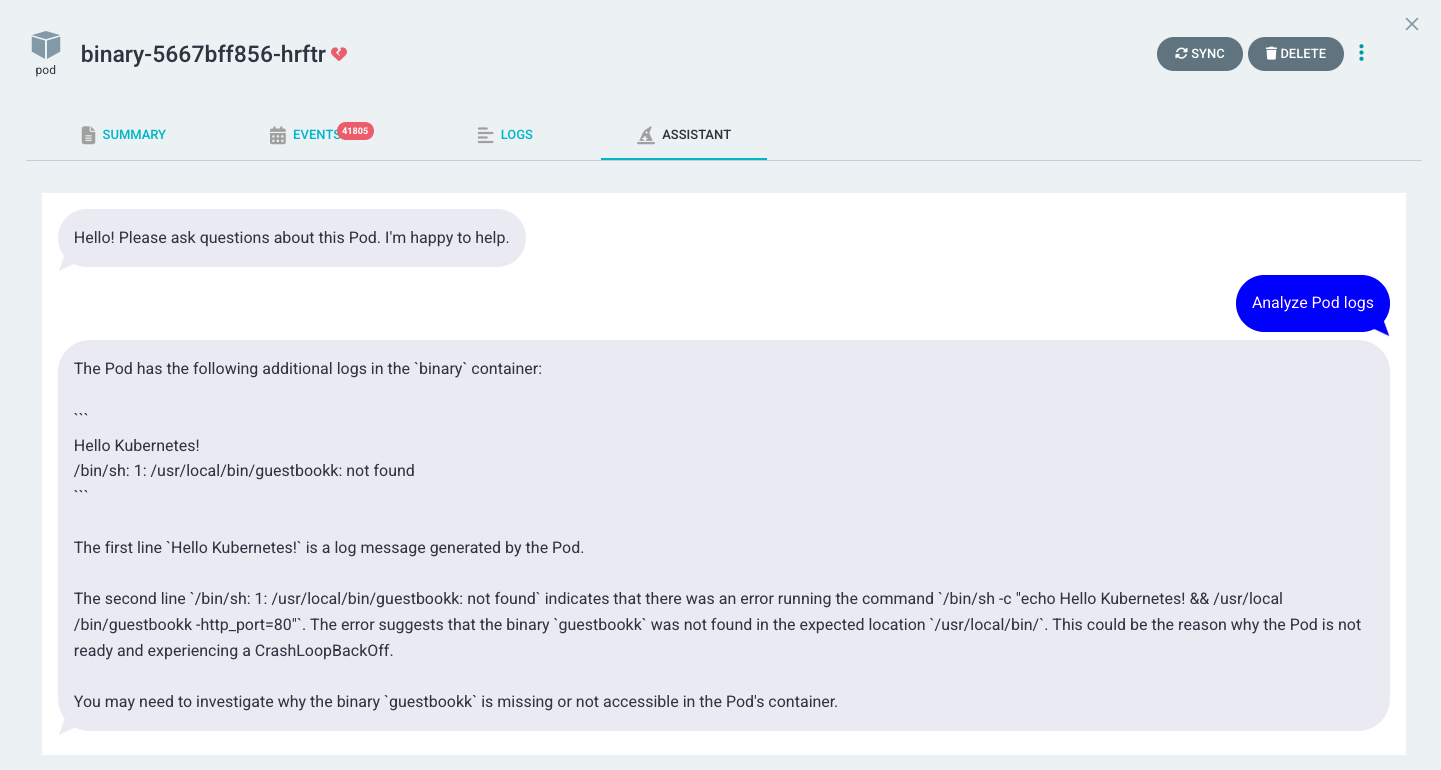 binary-5667bff856-hrftr
pod
SYNC
DELETE
SUMMARY
EVENTS
41805
LOGS
ASSISTANT
Hello! Please ask questions about this Pod. I'm happy to help.
Analyze Pod logs
The Pod has the following additional logs in the `binary` container:
```
Hello Kubernetes!
/bin/sh: 1: /usr/local/bin/guestbookk: not found
```
The first line `Hello Kubernetes!` is a log message generated by the Pod.
The second line `/bin/sh: 1: /usr/local/bin/guestbookk: not found` indicates that there was an error running the command `/bin/sh -c "echo Hello Kubernetes! && /usr/local
/bin/guestbookk -http_port=80"`. The error suggests that the binary `guestbookk` was not found in the expected location `/usr/local/bin/`. This could be the reason why the Pod is not
ready and experiencing a CrashLoopBackOff.
You may need to investigate why the binary `guestbookk` is missing or not accessible in the Pod's container.